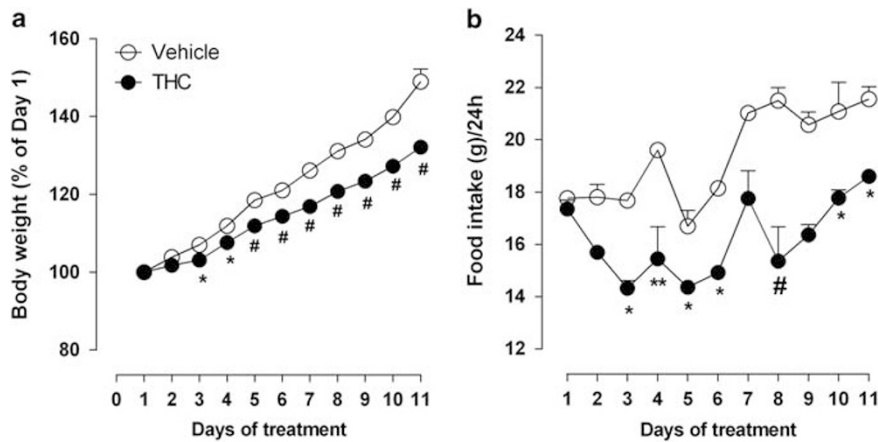 a
Body weight (% of Day 1)
160
140
120
100
80
Vehicle
THC
* * # # # # # # #
0 1 2 3 4 5 6 7 8 9 10 11
Days of treatment
b
Food intake (g)/24h
24
22
20
18
16
14
12
* ** * * # * *
1 2 3 4 5 6 7 8 9 10 11
Days of treatment